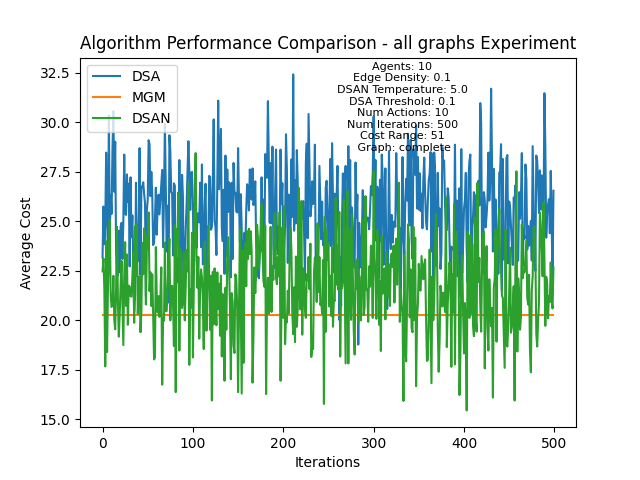 Algorithm Performance Comparison - all graphs Experiment
DSA
MGM
DSAN
Agents: 10
Edge Density: 0.1
DSAN Temperature: 5.0
DSA Threshold: 0.1
Num Actions: 10
Num Iterations: 500
Cost Range: 51
Graph: complete
Average Cost
32.5
30.0
27.5
25.0
22.5
20.0
17.5
15.0
0 100 200 300 400 500
Iterations